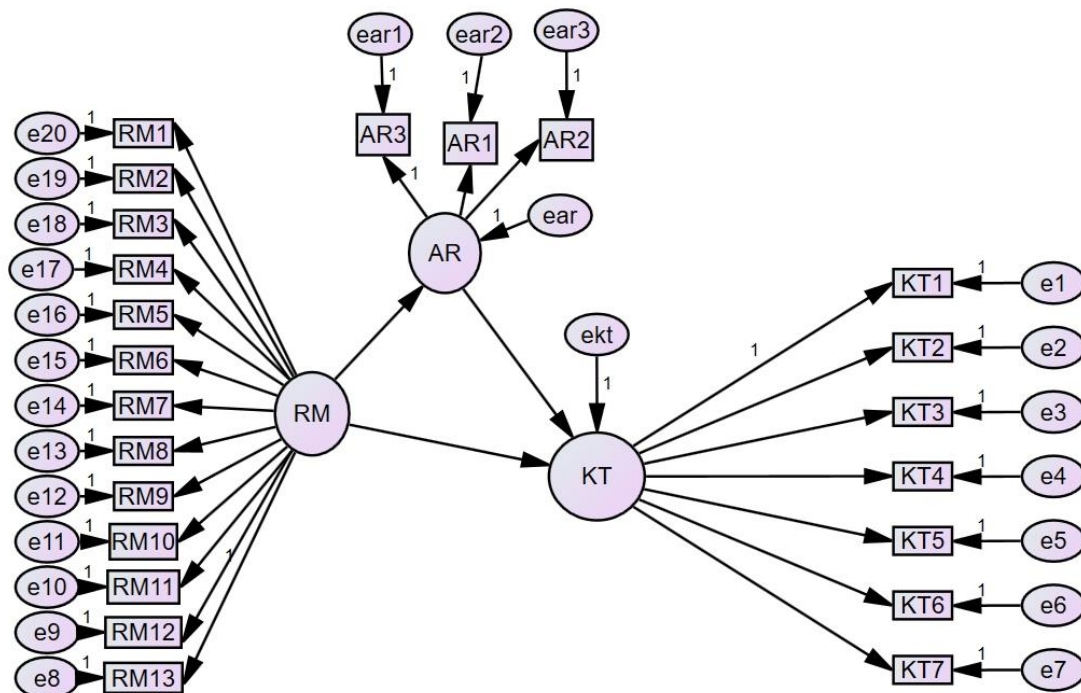 ear1 ear2 ear3
1 1 1
AR3 AR1 AR2
1
AR 1 ear
e20 1 RM1
e19 1 RM2
e18 1 RM3
e17 1 RM4
e16 1 RM5
e15 1 RM6
e14 1 RM7
e13 1 RM8
e12 1 RM9
e11 1 RM10
e10 1 RM11
e9 1 RM12
e8 1 RM13
1
RM
ekt
1
KT
1
KT1 1 e1
KT2 1 e2
KT3 1 e3
KT4 1 e4
KT5 1 e5
KT6 1 e6
KT7 1 e7